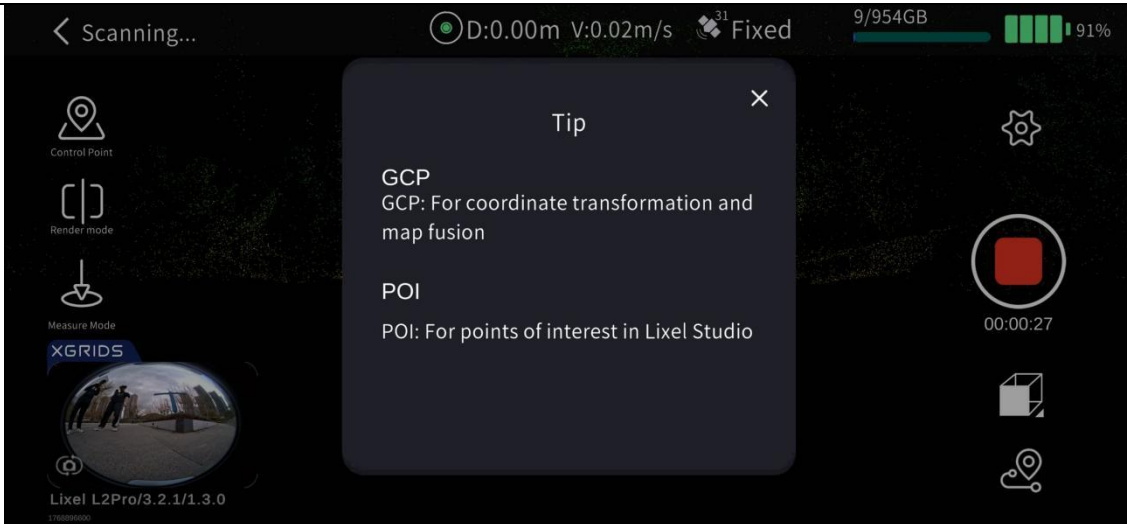 Scanning...
D:0.00m V:0.02m/s 31 Fixed
9/954GB
91%
Control Point
Render mode
Measure Mode
XGRIDS
Lixel L2Pro/3.2.1/1.3.0
1768896600
Tip
GCP
GCP: For coordinate transformation and
map fusion
POI
POI: For points of interest in Lixel Studio
00:00:27